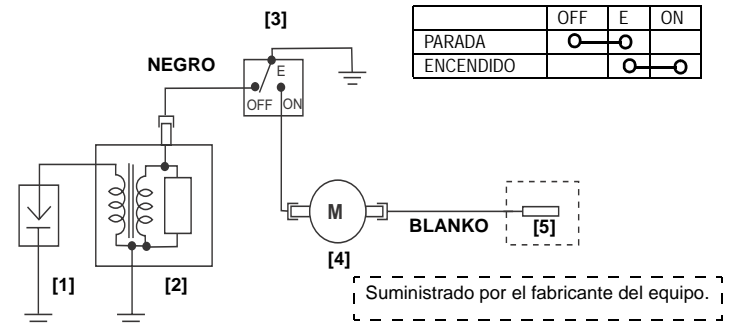 [3]
OFF E ON
PARADA
ENCENDIDO
NEGRO
E
OFF ON
M
BLANKO
[5]
[4]
[1]
[2]
Suministrado por el fabricante del equipo.